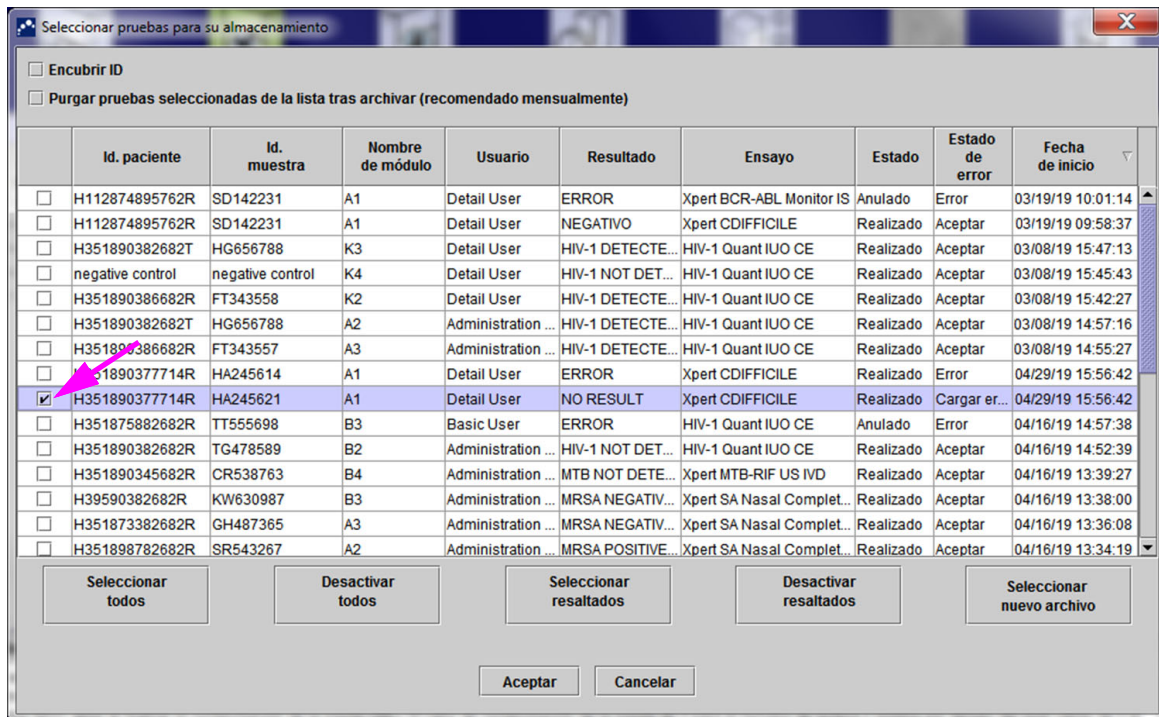 Seleccionar pruebas para su almacenamiento
Encubrir ID
Purgar pruebas seleccionadas de la lista tras archivar (recomendado mensualmente)
Id. paciente Id. muestra Nombre de módulo Usuario Resultado Ensayo Estado Estado de error Fecha de inicio
H112874895762R SD142231 A1 Detail User ERROR Xpert BCR-ABL Monitor IS Anulado Error 03/19/19 10:01:14
H112874895762R SD142231 A1 Detail User NEGATIVO Xpert CDIFFICILE Realizado Aceptar 03/19/19 09:58:37
H351890382682T HG656788 K3 Detail User HIV-1 DETECTE... HIV-1 Quant IUO CE Realizado Aceptar 03/08/19 15:47:13
negative control negative control K4 Detail User HIV-1 NOT DET... HIV-1 Quant IUO CE Realizado Aceptar 03/08/19 15:45:43
H351890386682R FT343558 K2 Detail User HIV-1 DETECTE... HIV-1 Quant IUO CE Realizado Aceptar 03/08/19 15:42:27
H351890382682T HG656788 A2 Administration ... HIV-1 DETECTE... HIV-1 Quant IUO CE Realizado Aceptar 03/08/19 14:57:16
H351890386682R FT343557 A3 Administration ... HIV-1 DETECTE... HIV-1 Quant IUO CE Realizado Aceptar 03/08/19 14:55:27
HA245614 A1 Detail User ERROR Xpert CDIFFICILE Realizado Error 04/29/19 15:56:42
H351890377714R HA245621 A1 Detail User NO RESULT Xpert CDIFFICILE Realizado Cargar er... 04/29/19 15:56:42
H351875882682R TT555698 B3 Basic User ERROR HIV-1 Quant IUO CE Anulado Error 04/16/19 14:57:38
H351890382682R TG478589 B2 Administration ... HIV-1 NOT DET... HIV-1 Quant IUO CE Realizado Aceptar 04/16/19 14:52:39
H351890345682R CR538763 B4 Administration ... MTB NOT DETE... Xpert MTB-RIF US IVD Realizado Aceptar 04/16/19 13:39:27
H39590382682R KW630987 B3 Administration ... MRSA NEGATIV... Xpert SA Nasal Complet... Realizado Aceptar 04/16/19 13:38:00
H351873382682R GH487365 A3 Administration ... MRSA NEGATIV... Xpert SA Nasal Complet... Realizado Aceptar 04/16/19 13:36:08
H351898782682R SR543267 A2 Administration ... MRSA POSITIVE... Xpert SA Nasal Complet... Realizado Aceptar 04/16/19 13:34:19
Seleccionar todos Desactivar todos Seleccionar resaltados Desactivar resaltados Seleccionar nuevo archivo
Aceptar Cancelar